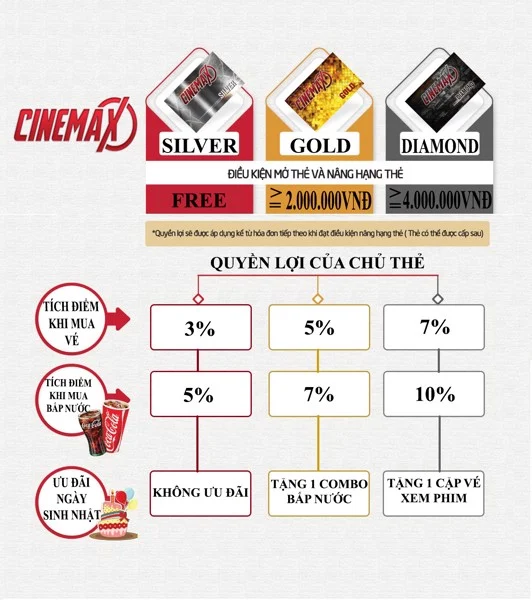 CINEMAX
CINEMAX
SILVER
CINEMAX
GOLD
CINEMAX
SILVER
GOLD
DIAMOND
ĐIỀU KIỆN MỞ THẺ VÀ NÂNG HẠNG THẺ
FREE
≥ 2.000.000VNĐ
≥ 4.000.000VNĐ
*Quyền lợi sẽ được áp dụng kể từ hóa đơn tiếp theo khi đạt điều kiện nâng hạng thẻ ( Thẻ có thể được cấp sau)
QUYỀN LỢI CỦA CHỦ THẺ
TÍCH ĐIỂM
KHI MUA
VÉ
3%
5%
7%
TÍCH ĐIỂM
KHI MUA
BẮP NƯỚC
5%
7%
10%
Coca-Cola
Coca-Cola
ƯU ĐÃI
NGÀY
SINH NHẬT
KHÔNG ƯU ĐÃI
TẶNG 1 COMBO
BẮP NƯỚC
TẶNG 1 CẶP VÉ
XEM PHIM